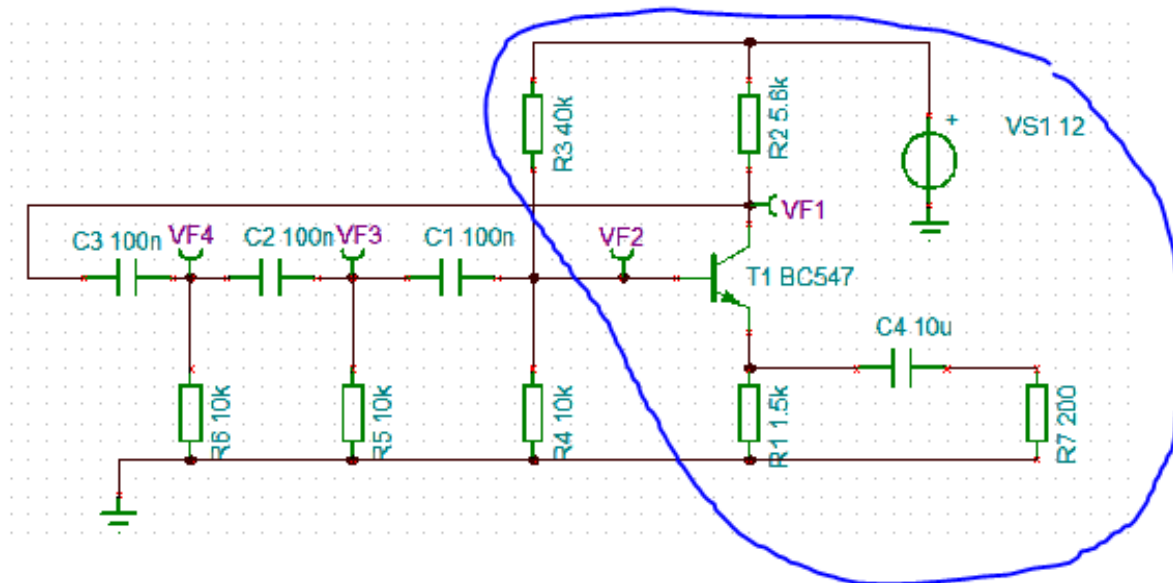 R3 40k
R2 5.6k
VS1 12
VF1
C3 100n
VF4
C2 100n
VF3
C1 100n
VF2
T1 BC547
C4 10u
R6 10k
R5 10k
R4 10k
R1 1.5k
R7 200
+